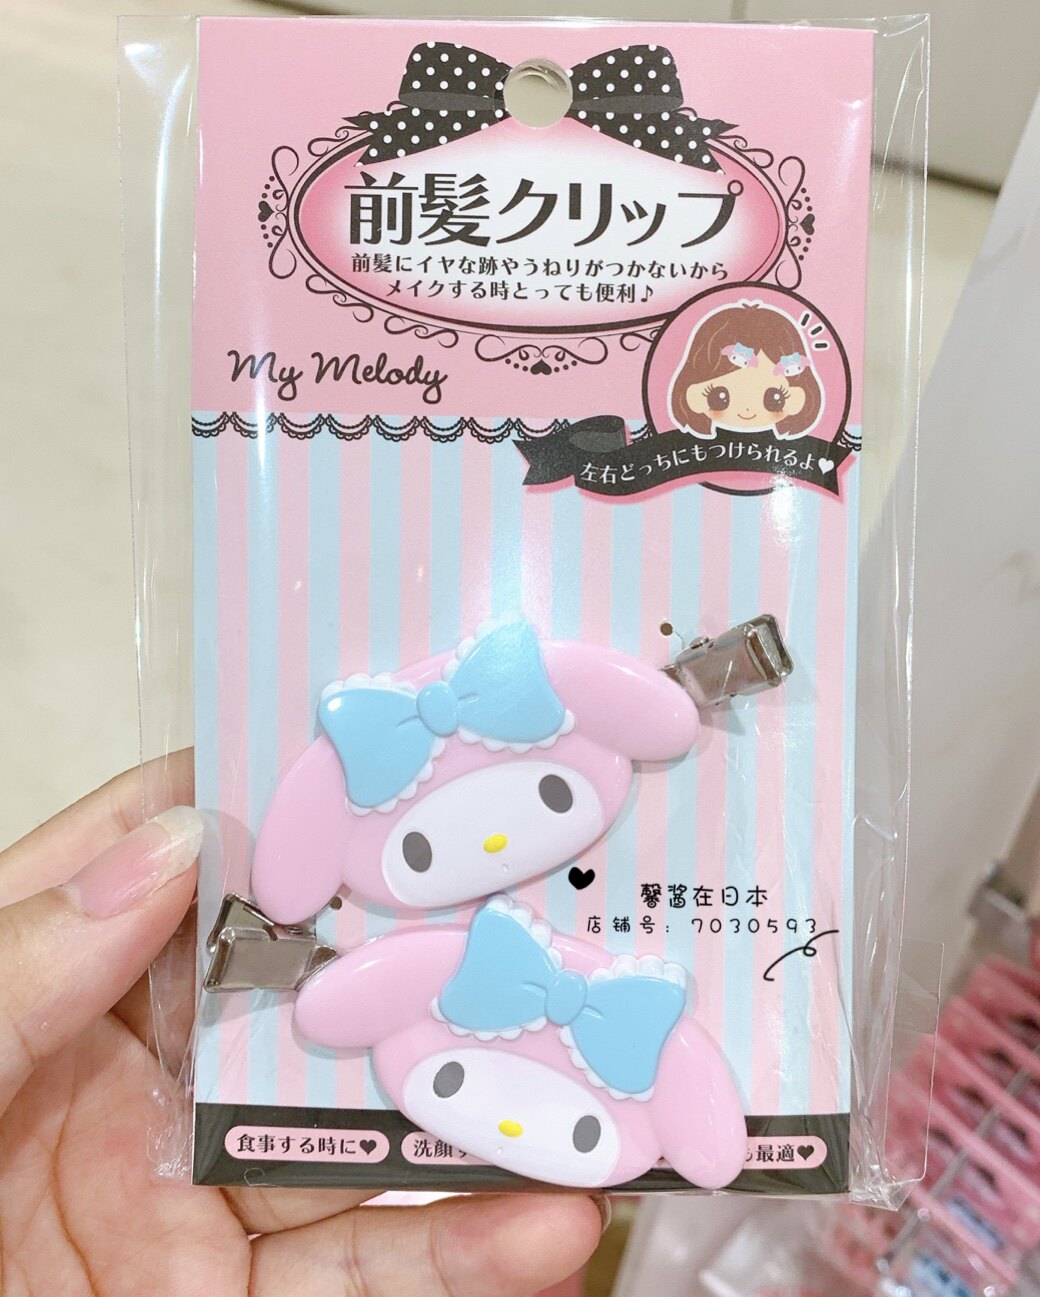 前髪クリップ
前髪にイヤな跡やうねりがつかないから
メイクする時とっても便利♪
My Melody
左右どっちにもつけられるよ♥
馨酱在日本
店铺号: 7030593
食事する時に♥
洗顔
最適♥